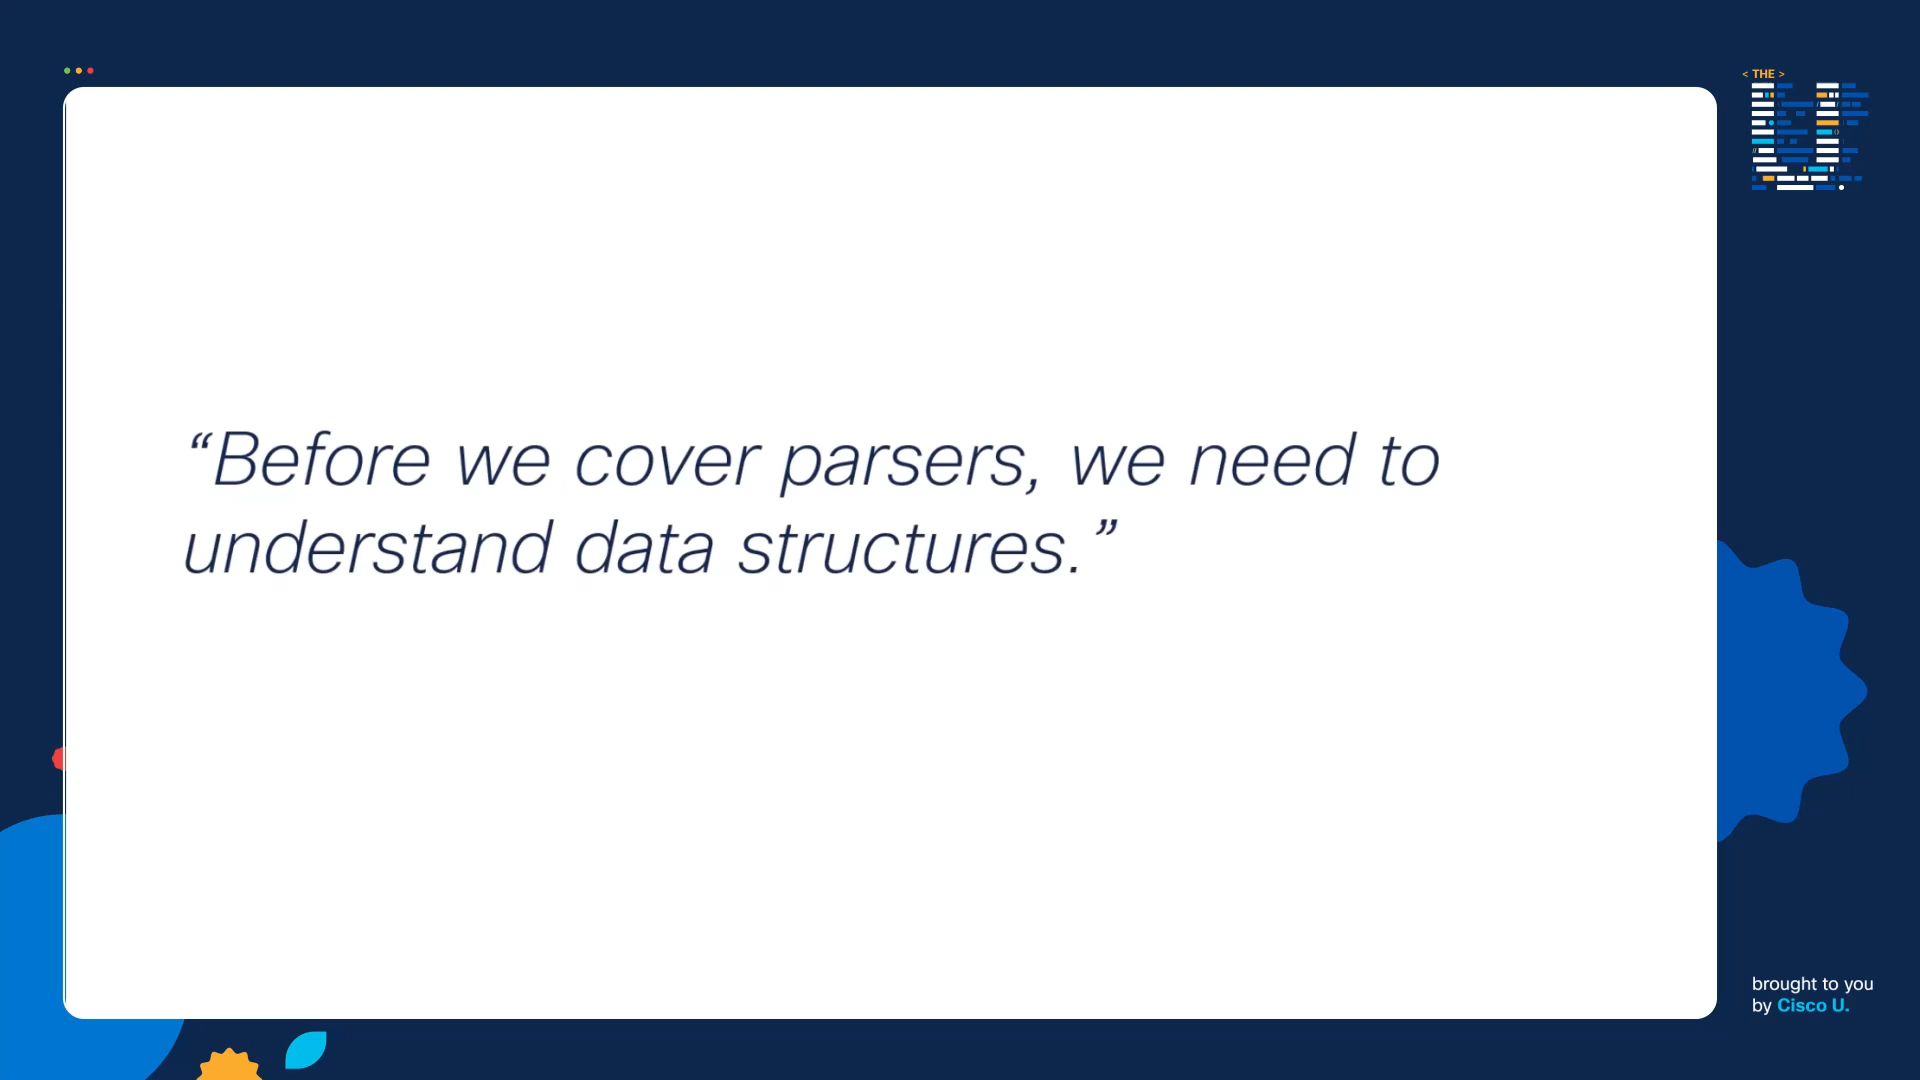 < THE >
“Before we cover parsers, we need to
understand data structures.”
brought to you
by Cisco U.